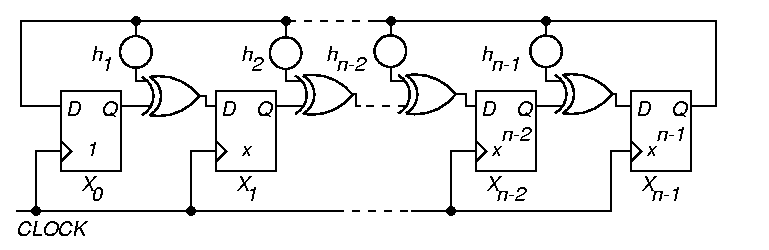 h1 h2 hn-2 hn-1
D Q D Q D Q D Q
1 x xn-2 xn-1
X0 X1 Xn-2 Xn-1
CLOCK